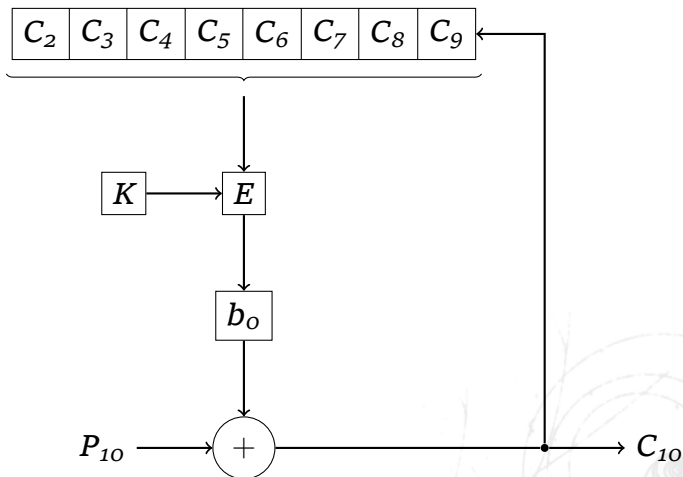 C₂ C₃ C₄ C₅ C₆ C₇ C₈ C₉
K E
b₀
P₁₀ + C₁₀